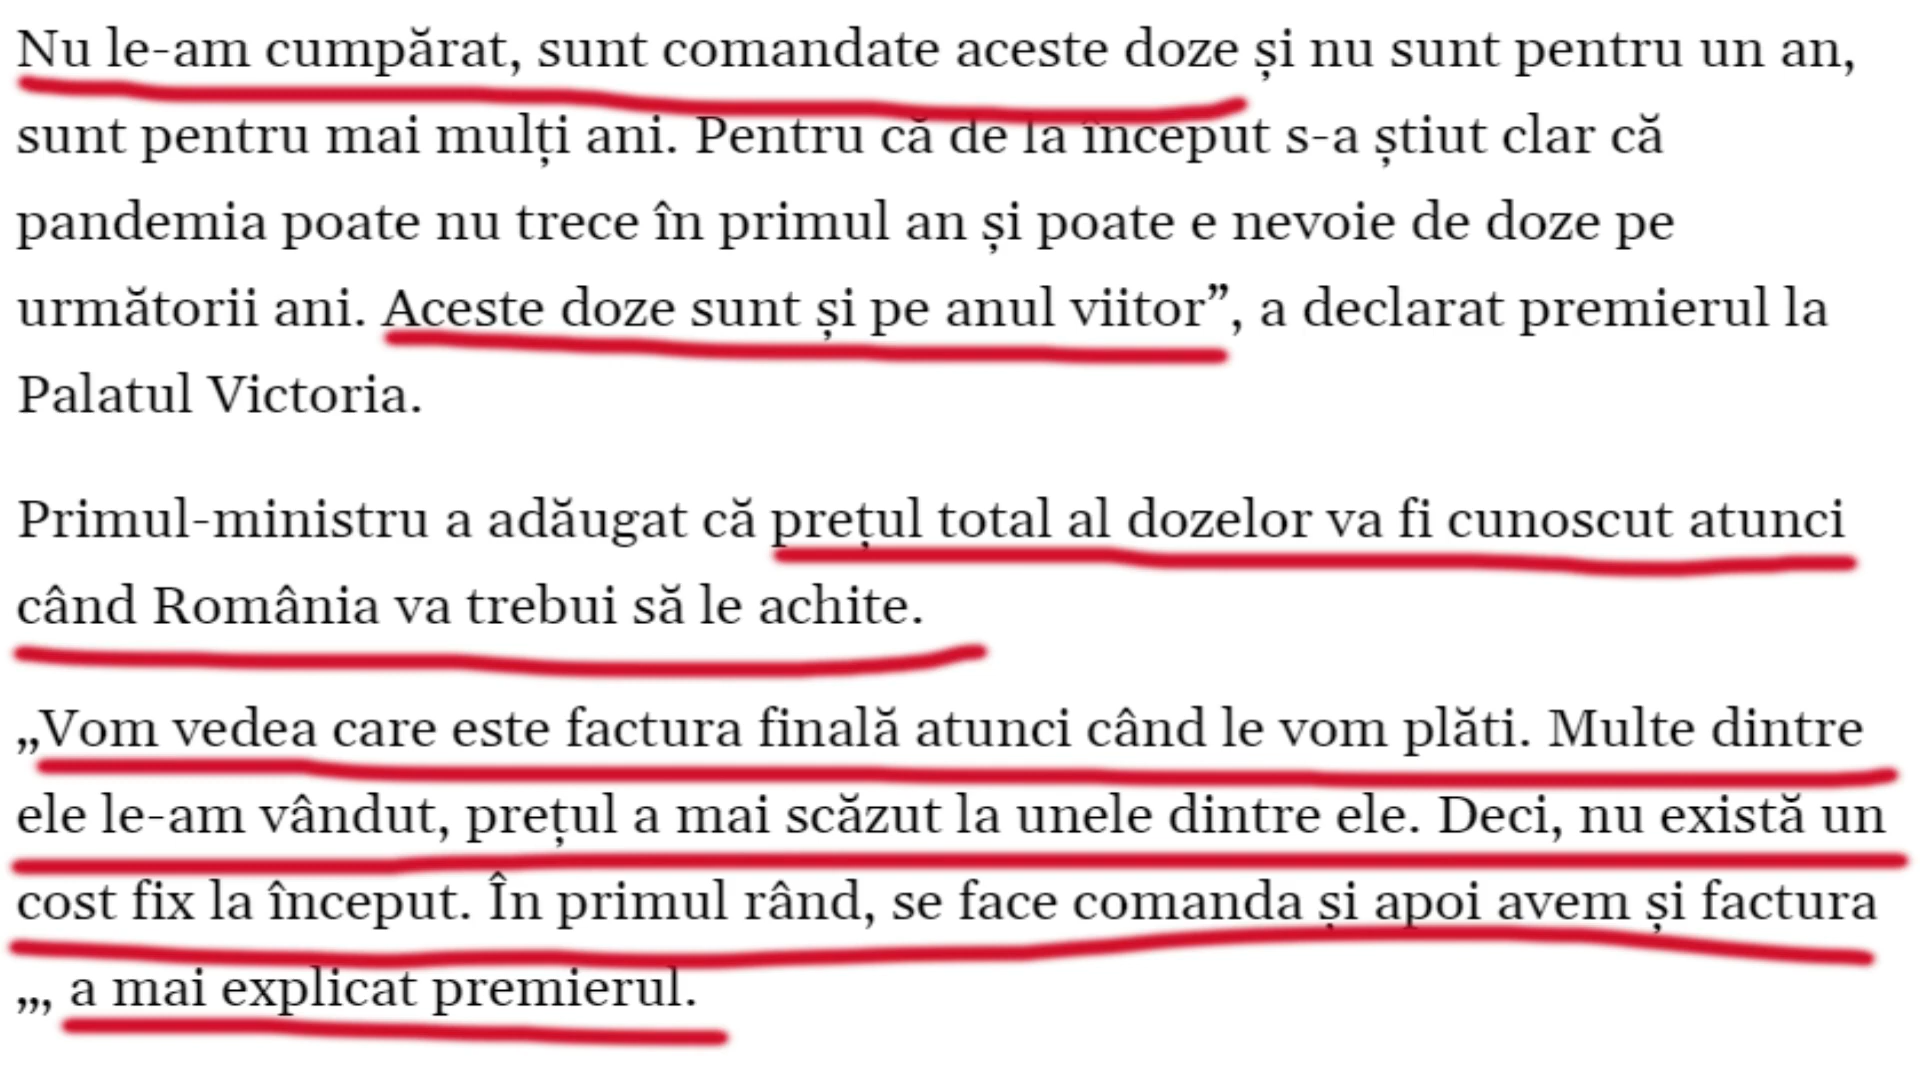 Nu le-am cumpărat, sunt comandate aceste doze și nu sunt pentru un an,
sunt pentru mai mulți ani. Pentru că de la început s-a știut clar că
pandemia poate nu trece în primul an și poate e nevoie de doze pe
următorii ani. Aceste doze sunt și pe anul viitor”, a declarat premierul la
Palatul Victoria.
Primul-ministru a adăugat că prețul total al dozelor va fi cunoscut atunci
când România va trebui să le achite.
„Vom vedea care este factura finală atunci când le vom plăti. Multe dintre
ele le-am vândut, prețul a mai scăzut la unele dintre ele. Deci, nu există un
cost fix la început. În primul rând, se face comanda și apoi avem și factura
„, a mai explicat premierul.